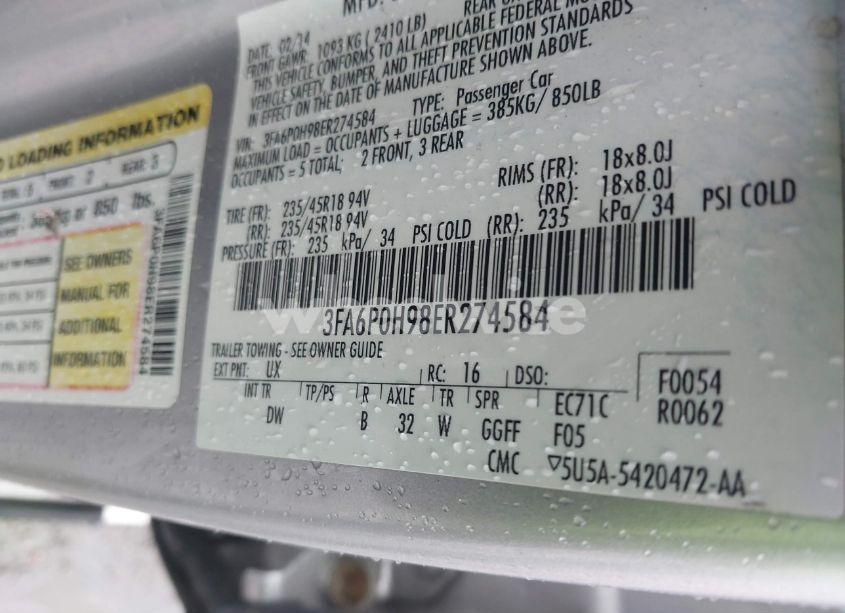 MFD.
REAR
DATE: 02/14
FRONT GAWR: 1093 KG ( 2410 LB)
THIS VEHICLE CONFORMS TO ALL APPLICABLE FEDERAL
VEHICLE SAFETY, BUMPER, AND THEFT PREVENTION STANDARDS
IN EFFECT ON THE DATE OF MANUFACTURE SHOWN ABOVE.
VIN: 3FA6P0H98ER274584 TYPE: Passenger Car
MAXIMUM LOAD = OCCUPANTS + LUGGAGE = 385KG/ 850LB
OCCUPANTS = 5 TOTAL; 2 FRONT, 3 REAR
TIRE (FR): 235/45R18 94V RIMS (FR): 18x8.0J
(RR): 235/45R18 94V (RR): 18x8.0J
PRESSURE (FR): 235 kPa/ 34 PSI COLD (RR): 235 kPa/ 34 PSI COLD
3FA6P0H98ER274584
TRAILER TOWING - SEE OWNER GUIDE
EXT PNT: UX RC: 16 DSO:
INT TR TP/PS R AXLE TR SPR EC71C F0054
DW B 32 W GGFF F05 R0062
CMC ▽5U5A-5420472-AA
LOADING INFORMATION
or 850 lbs.
SEE OWNERS
MANUAL FOR
ADDITIONAL
INFORMATION
3FA6P0H98ER274584